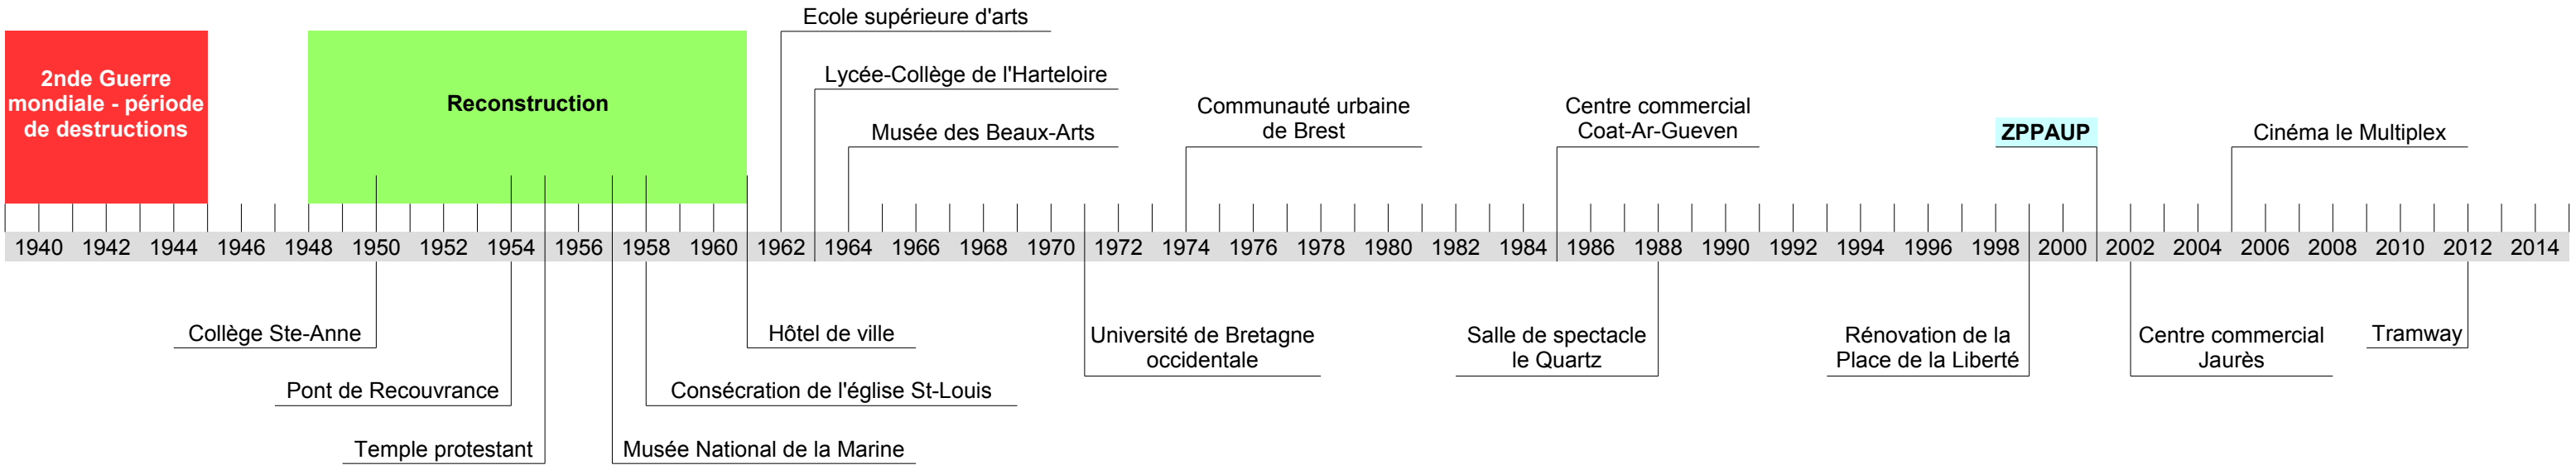 Ecole supérieure d'arts
2nde Guerre
mondiale - période
de destructions
Reconstruction
Lycée-Collège de l'Harteloire
Musée des Beaux-Arts
Communauté urbaine
de Brest
Centre commercial
Coat-Ar-Gueven
ZPPAUP
Cinéma le Multiplex
1940 1942 1944 1946 1948 1950 1952 1954 1956 1958 1960 1962 1964 1966 1968 1970 1972 1974 1976 1978 1980 1982 1984 1986 1988 1990 1992 1994 1996 1998 2000 2002 2004 2006 2008 2010 2012 2014
Collège Ste-Anne
Hôtel de ville
Université de Bretagne
occidentale
Salle de spectacle
le Quartz
Rénovation de la
Place de la Liberté
Centre commercial
Jaurès
Tramway
Pont de Recouvrance
Consécration de l'église St-Louis
Temple protestant
Musée National de la Marine